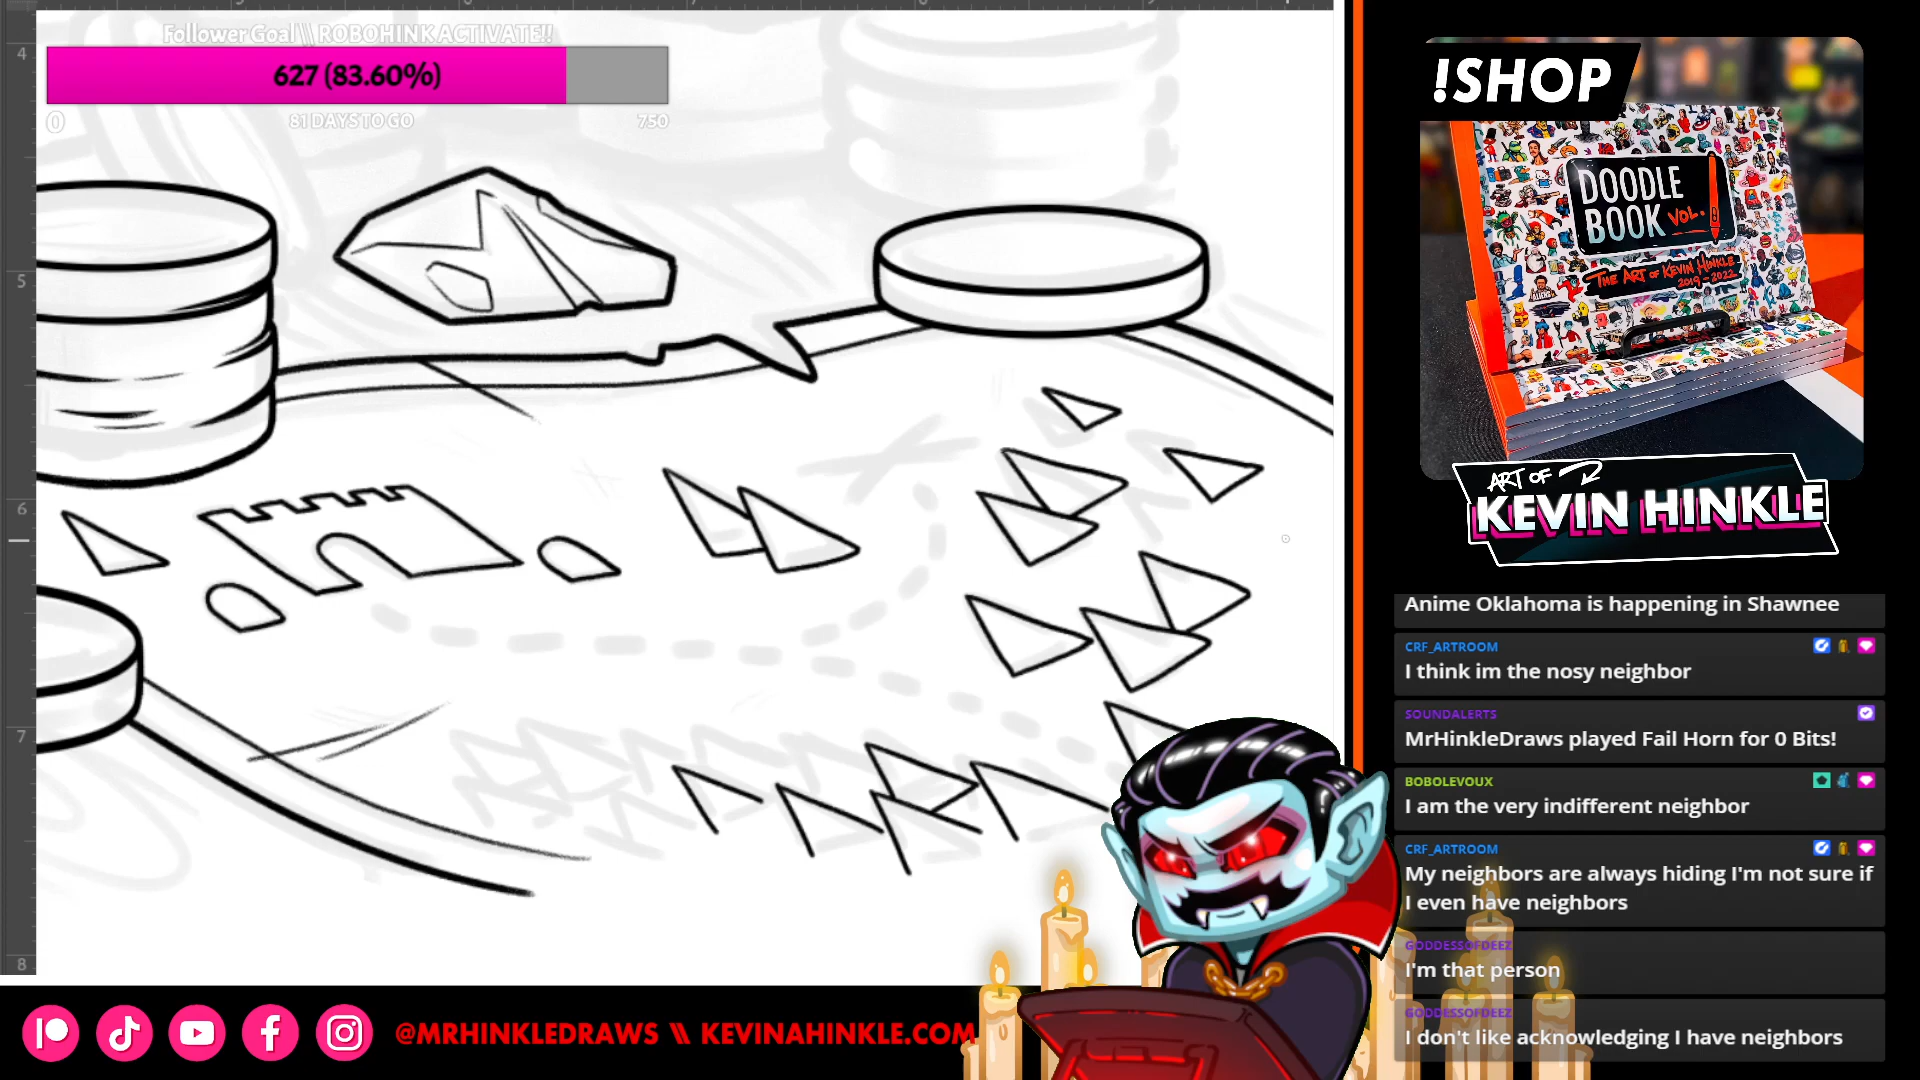 Follower Goal \\ ROBOHINK ACTIVATE!!
627 (83.60%)
0
81 DAYS TO GO
750
4
5
6
7
8
!SHOP
DOODLE
BOOK VOL. 1
THE ART OF KEVIN HINKLE
2019-2022
ART OF
KEVIN HINKLE
Anime Oklahoma is happening in Shawnee
CRF_ARTROOM
I think im the nosy neighbor
SOUNDALERTS
MrHinkleDraws played Fail Horn for 0 Bits!
BOBOLEVOUX
I am the very indifferent neighbor
CRF_ARTROOM
My neighbors are always hiding I'm not sure if
I even have neighbors
GODDESSOFDEEZ
I'm that person
GODDESSOFDEEZ
I don't like acknowledging I have neighbors
@MRHINKLEDRAWS \\ KEVINAHINKLE.COM